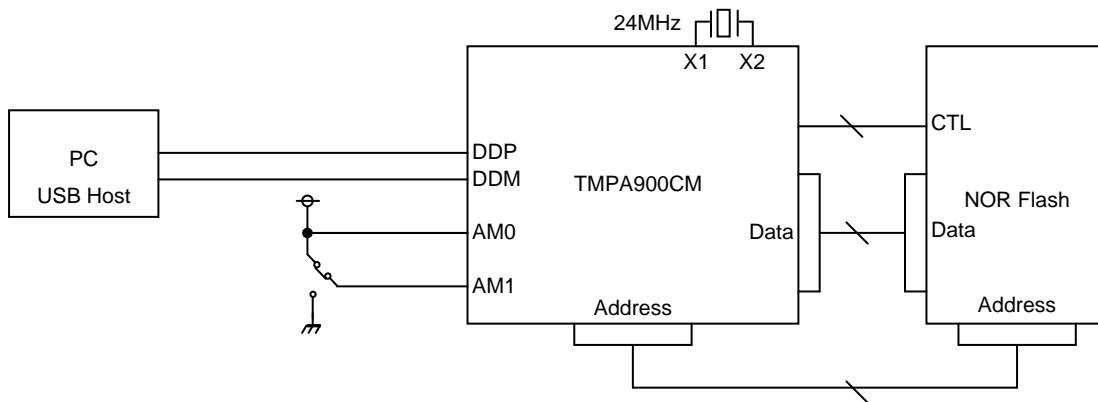 24MHz
X1 X2
PC
USB Host
DDP
DDM
AM0
AM1
TMPA900CM
Data
Address
CTL
NOR Flash
Data
Address